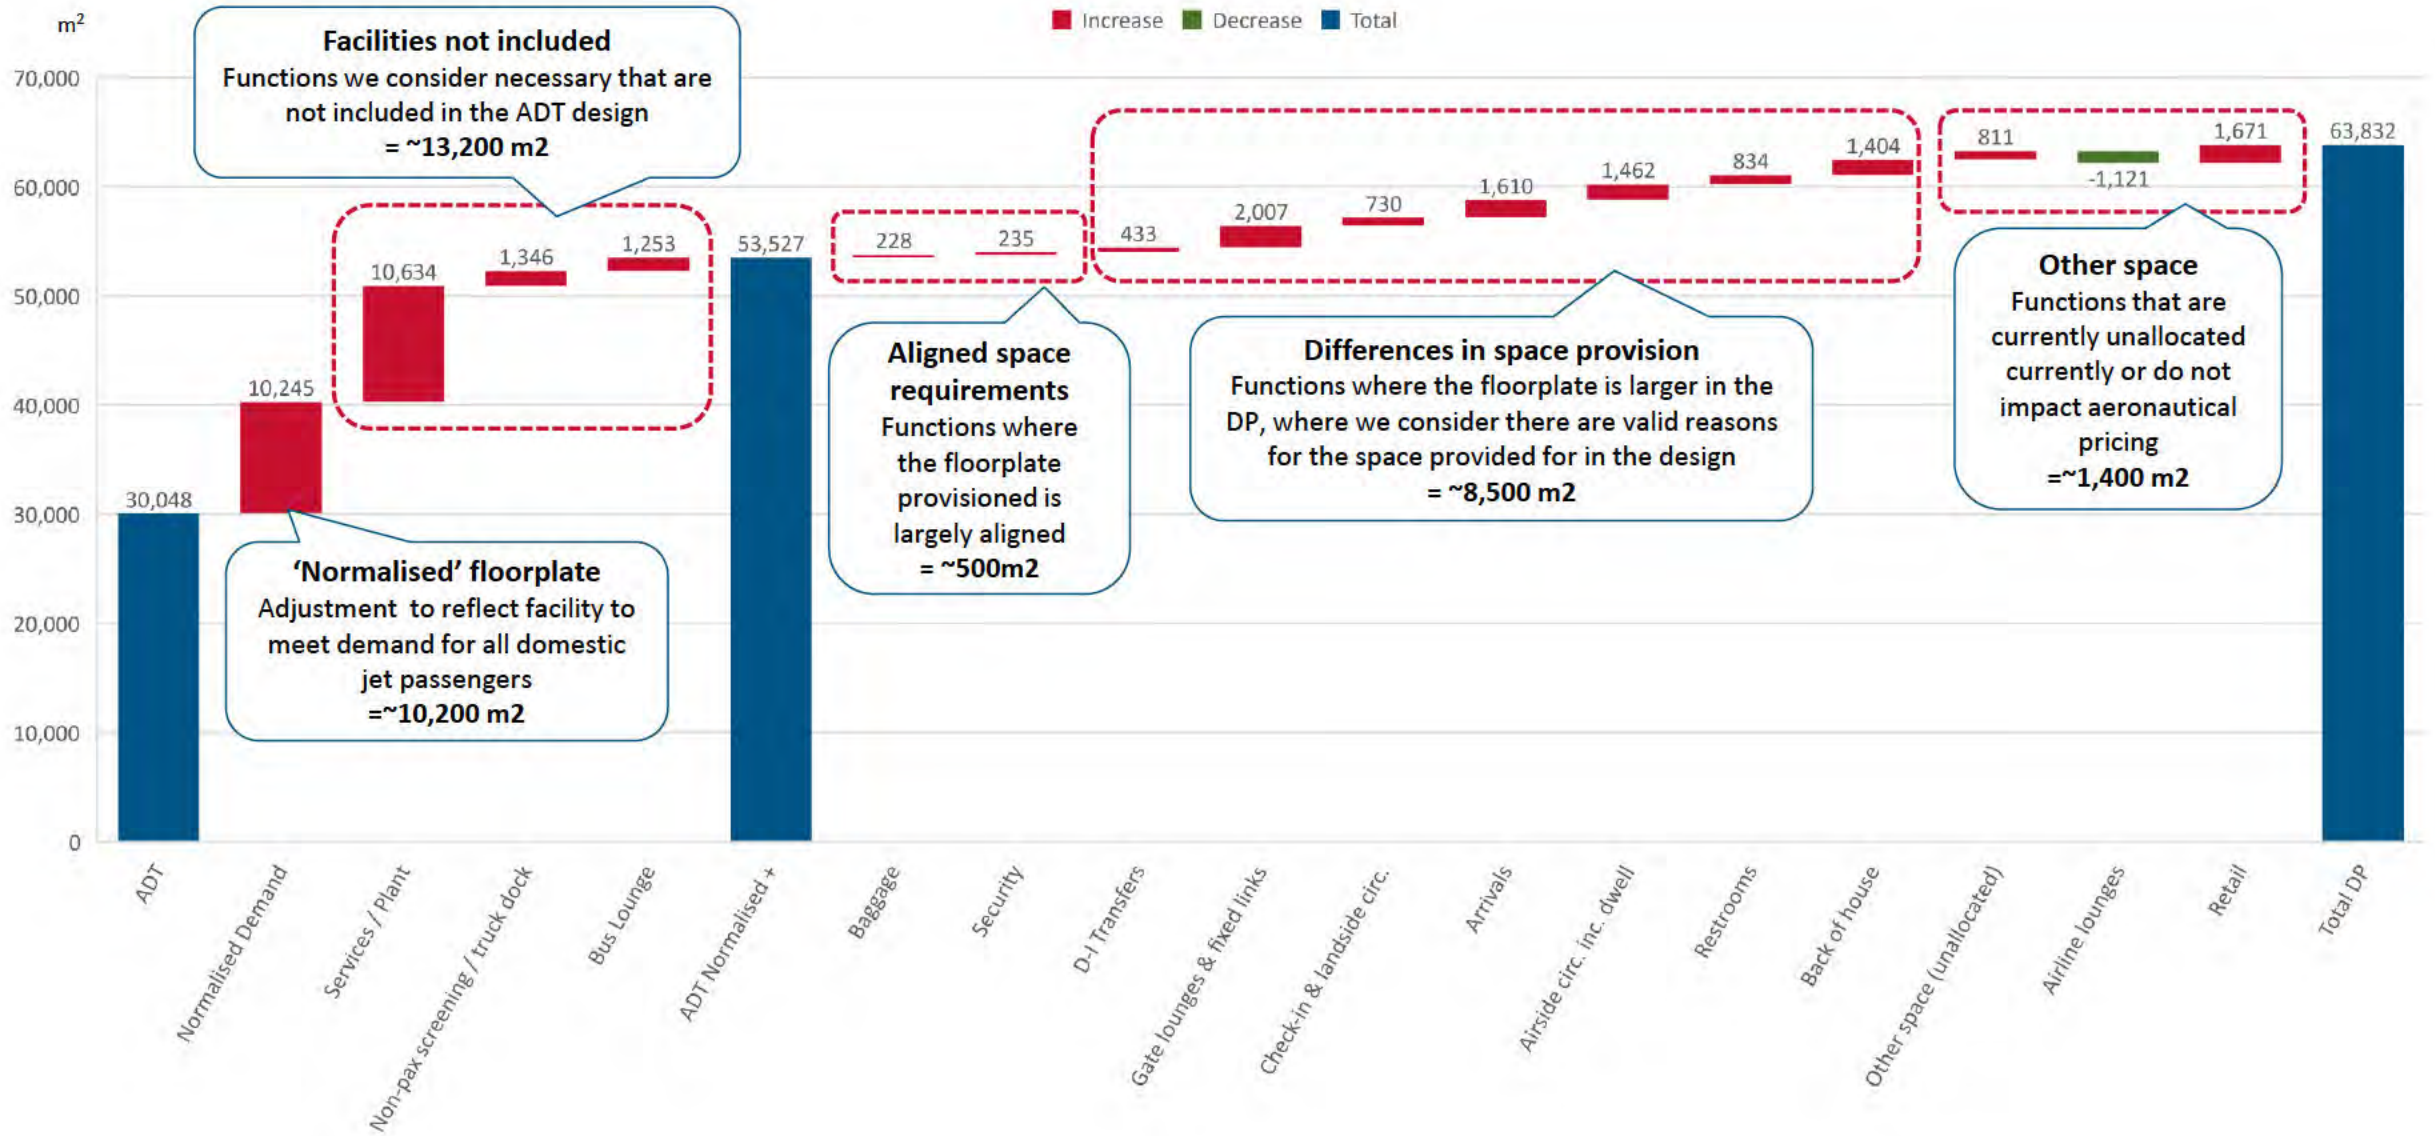 m²
Increase Decrease Total
70,000
60,000
50,000
40,000
30,000
20,000
10,000
0
Facilities not included
Functions we consider necessary that are
not included in the ADT design
= ~13,200 m2
30,048
10,245
10,634
1,346
1,253
53,527
228
235
433
2,007
730
1,610
1,462
834
1,404
811
-1,121
1,671
63,832
‘Normalised’ floorplate
Adjustment to reflect facility to
meet demand for all domestic
jet passengers
=~10,200 m2
Aligned space
requirements
Functions where
the floorplate
provisioned is
largely aligned
= ~500m2
Differences in space provision
Functions where the floorplate is larger in the
DP, where we consider there are valid reasons
for the space provided for in the design
= ~8,500 m2
Other space
Functions that are
currently unallocated
currently or do not
impact aeronautical
pricing
=~1,400 m2
ADT
Normalised Demand
Services / Plant
Non-pax screening / truck dock
Bus Lounge
ADT Normalised +
Baggage
Security
D-I Transfers
Gate lounges & fixed links
Check-in & landside circ.
Arrivals
Airside circ. inc. dwell
Restrooms
Back of house
Other space (unallocated)
Airline lounges
Retail
Total DP